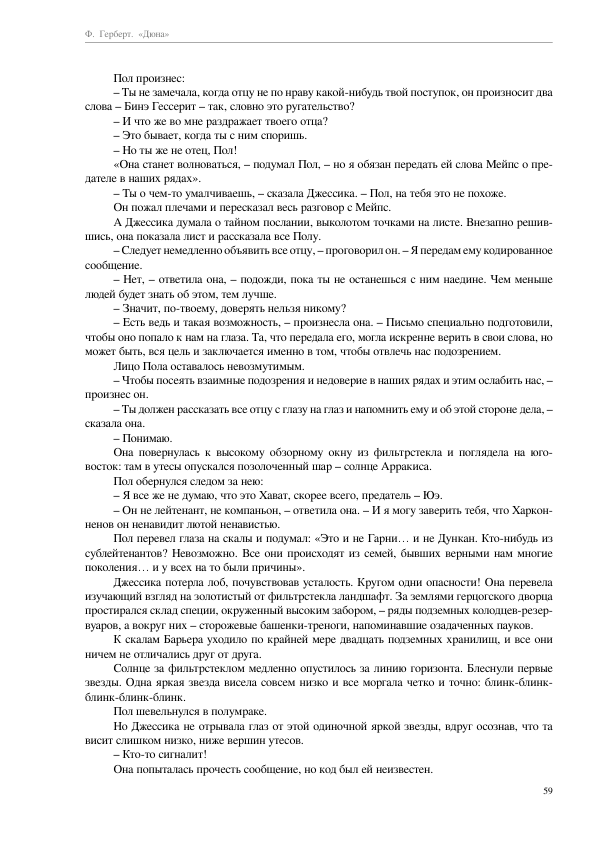 Ф. Герберт. «Дюна»
Пол произнес:
– Ты не замечала, когда отцу не по нраву какой-нибудь твой поступок, он произносит два
слова – Бинэ Гессерит – так, словно это ругательство?
– И что же во мне раздражает твоего отца?
– Это бывает, когда ты с ним споришь.
– Но ты же не отец, Пол!
«Она станет волноваться, – подумал Пол, – но я обязан передать ей слова Мейпс о пре-
дателе в наших рядах».
– Ты о чем-то умалчиваешь, – сказала Джессика. – Пол, на тебя это не похоже.
Он пожал плечами и пересказал весь разговор с Мейпс.
А Джессика думала о тайном послании, выколотом точками на листе. Внезапно решив-
шись, она показала лист и рассказала все Полу.
– Следует немедленно объявить все отцу, – проговорил он. – Я передам ему кодированное
сообщение.
– Нет, – ответила она, – подожди, пока ты не останешься с ним наедине. Чем меньше
людей будет знать об этом, тем лучше.
– Значит, по-твоему, доверять нельзя никому?
– Есть ведь и такая возможность, – произнесла она. – Письмо специально подготовили,
чтобы оно попало к нам на глаза. Та, что передала его, могла искренне верить в свои слова, но
может быть, вся цель и заключается именно в том, чтобы отвлечь нас подозрением.
Лицо Пола оставалось невозмутимым.
– Чтобы посеять взаимные подозрения и недоверие в наших рядах и этим ослабить нас, –
произнес он.
– Ты должен рассказать все отцу с глазу на глаз и напомнить ему и об этой стороне дела, –
сказала она.
– Понимаю.
Она повернулась к высокому обзорному окну из фильтрстекла и поглядела на юго-
восток: там в утесы опускался позолоченный шар – солнце Арракиса.
Пол обернулся следом за нею:
– Я все же не думаю, что это Хават, скорее всего, предатель – Юэ.
– Он не лейтенант, не компаньон, – ответила она. – И я могу заверить тебя, что Харкон-
ненов он ненавидит лютой ненавистью.
Пол перевел глаза на скалы и подумал: «Это и не Гарни… и не Дункан. Кто-нибудь из
сублейтенантов? Невозможно. Все они происходят из семей, бывших верными нам многие
поколения… и у всех на то были причины».
Джессика потерла лоб, почувствовав усталость. Кругом одни опасности! Она перевела
изучающий взгляд на золотистый от фильтрстекла ландшафт. За землями герцогского дворца
простирался склад специи, окруженный высоким забором, – ряды подземных колодцев-резер-
вуаров, а вокруг них – сторожевые башенки-треноги, напоминавшие озадаченных пауков.
К скалам Барьера уходило по крайней мере двадцать подземных хранилищ, и все они
ничем не отличались друг от друга.
Солнце за фильтрстеклом медленно опустилось за линию горизонта. Блеснули первые
звезды. Одна яркая звезда висела совсем низко и все моргала четко и точно: блинк-блинк-
блинк-блинк-блинк.
Пол шевельнулся в полумраке.
Но Джессика не отрывала глаз от этой одиночной яркой звезды, вдруг осознав, что та
висит слишком низко, ниже вершин утесов.
– Кто-то сигналит!
Она попыталась прочесть сообщение, но код был ей неизвестен.
59